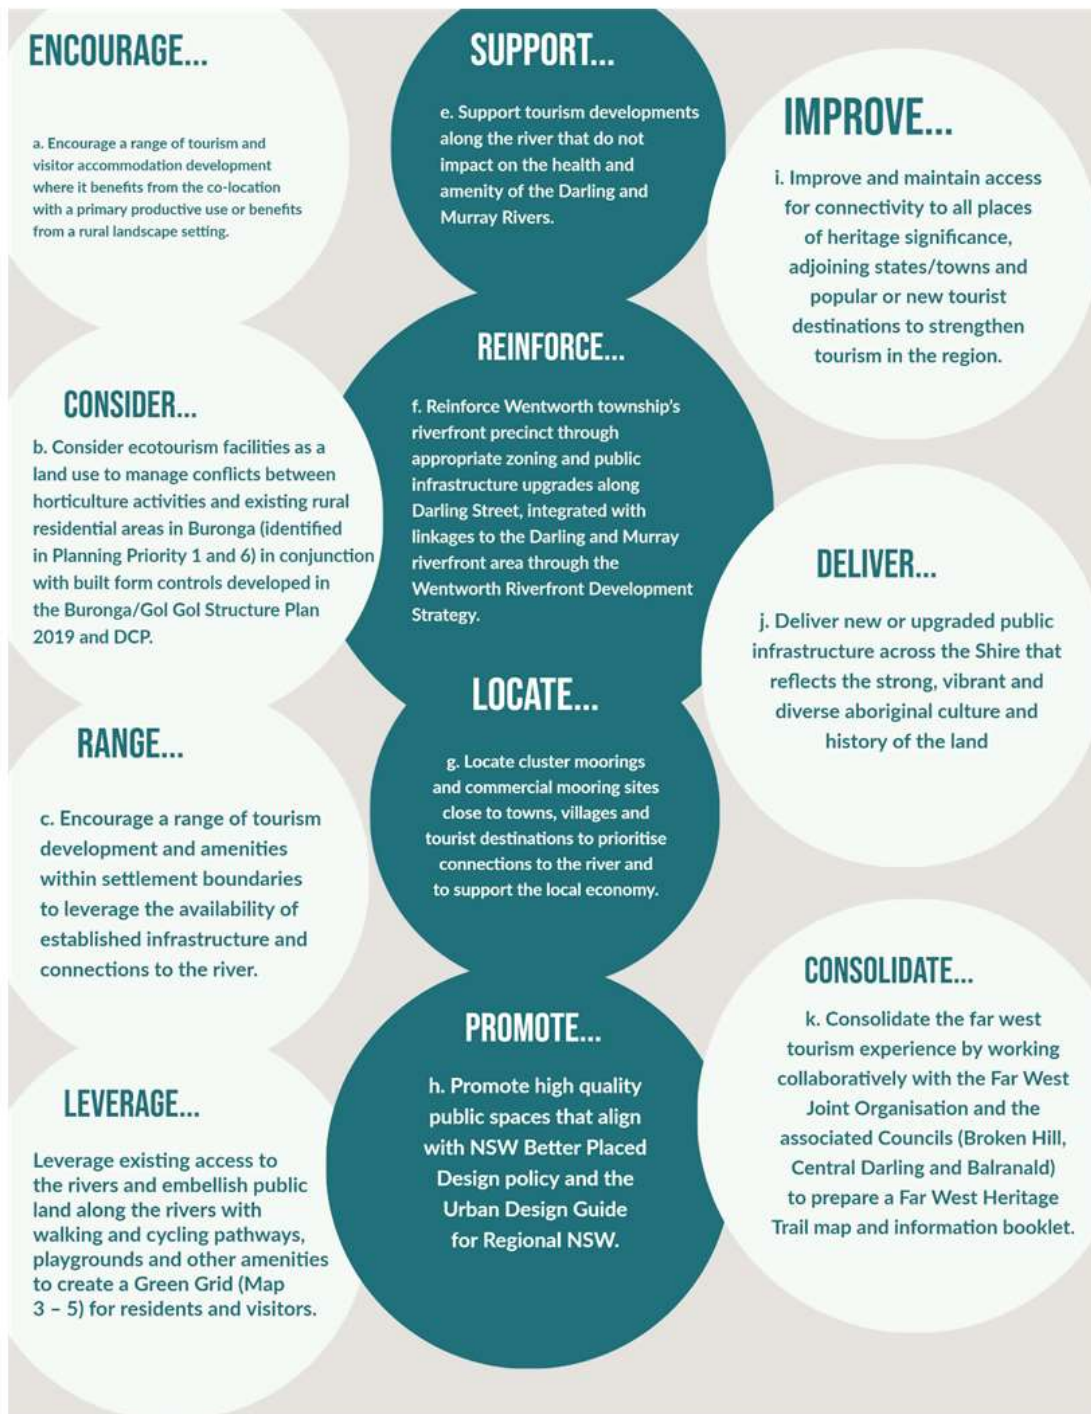 ENCOURAGE...
a. Encourage a range of tourism and
visitor accommodation development
where it benefits from the co-location
with a primary productive use or benefits
from a rural landscape setting.
CONSIDER...
b. Consider ecotourism facilities as a
land use to manage conflicts between
horticulture activities and existing rural
residential areas in Buronga (identified
in Planning Priority 1 and 6) in conjunction
with built form controls developed in
the Buronga/Gol Gol Structure Plan
2019 and DCP.
RANGE...
c. Encourage a range of tourism
development and amenities
within settlement boundaries
to leverage the availability of
established infrastructure and
connections to the river.
LEVERAGE...
Leverage existing access to
the rivers and embellish public
land along the rivers with
walking and cycling pathways,
playgrounds and other amenities
to create a Green Grid (Map
3 – 5) for residents and visitors.
SUPPORT...
e. Support tourism developments
along the river that do not
impact on the health and
amenity of the Darling and
Murray Rivers.
REINFORCE...
f. Reinforce Wentworth township's
riverfront precinct through
appropriate zoning and public
infrastructure upgrades along
Darling Street, integrated with
linkages to the Darling and Murray
riverfront area through the
Wentworth Riverfront Development
Strategy.
LOCATE...
g. Locate cluster moorings
and commercial mooring sites
close to towns, villages and
tourist destinations to prioritise
connections to the river and
to support the local economy.
PROMOTE...
h. Promote high quality
public spaces that align
with NSW Better Placed
Design policy and the
Urban Design Guide
for Regional NSW.
IMPROVE...
i. Improve and maintain access
for connectivity to all places
of heritage significance,
adjoining states/towns and
popular or new tourist
destinations to strengthen
tourism in the region.
DELIVER...
j. Deliver new or upgraded public
infrastructure across the Shire that
reflects the strong, vibrant and
diverse aboriginal culture and
history of the land
CONSOLIDATE...
k. Consolidate the far west
tourism experience by working
collaboratively with the Far West
Joint Organisation and the
associated Councils (Broken Hill,
Central Darling and Balranald)
to prepare a Far West Heritage
Trail map and information booklet.